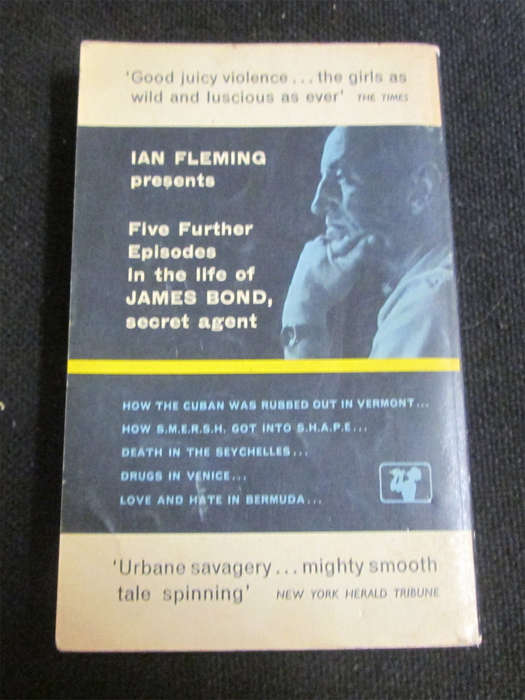 'Good juicy violence... the girls as
wild and luscious as ever' THE TIMES
IAN FLEMING
presents
Five Further
Episodes
in the life of
JAMES BOND,
secret agent
HOW THE CUBAN WAS RUBBED OUT IN VERMONT...
HOW S.M.E.R.S.H. GOT INTO S.H.A.P.E...
DEATH IN THE SEYCHELLES...
DRUGS IN VENICE...
LOVE AND HATE IN BERMUDA...
'Urbane savagery... mighty smooth
tale spinning' NEW YORK HERALD TRIBUNE